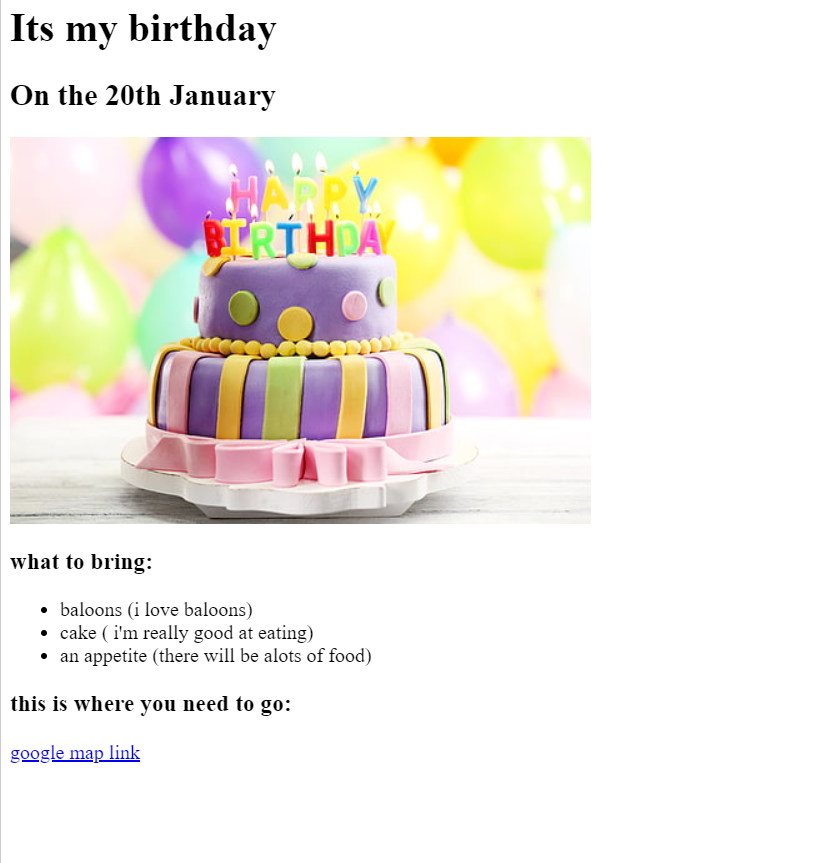 Its my birthday
On the 20th January
HAPPY
BIRTHDAY
what to bring:
baloons (i love baloons)
cake ( i'm really good at eating)
an appetite (there will be alots of food)
this is where you need to go:
google map link